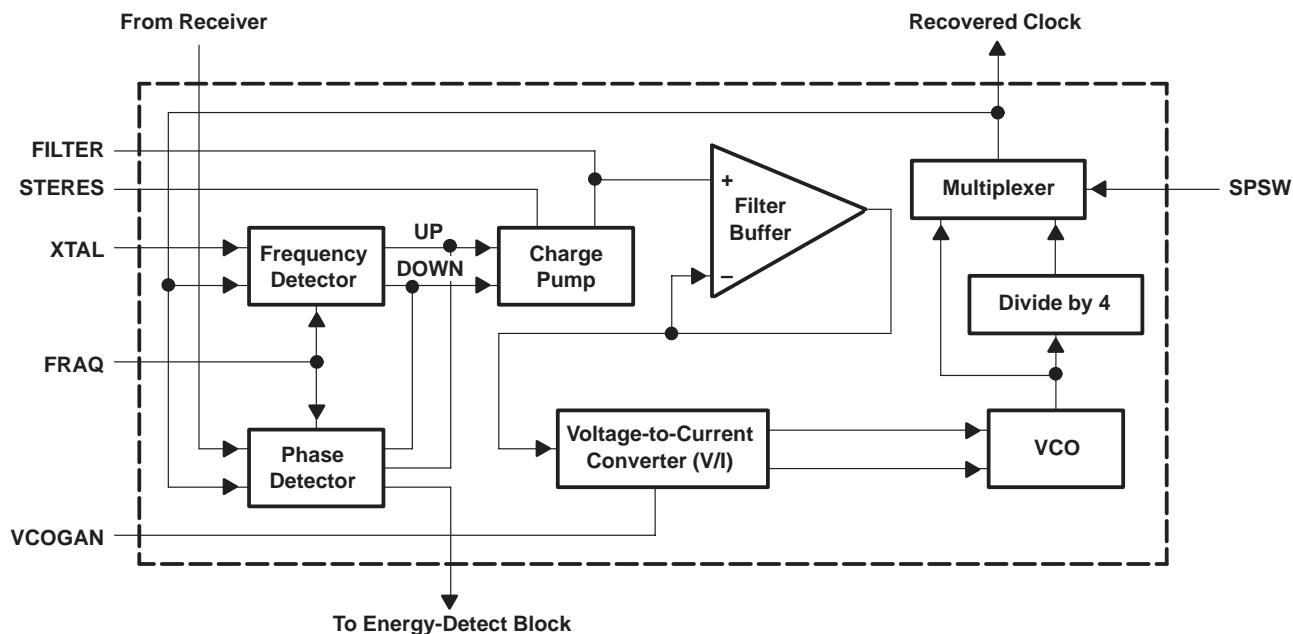 From Receiver
Recovered Clock
FILTER
STERES
Multiplexer
SPSW
+
Filter
Buffer
−
UP
XTAL
Frequency
Detector
DOWN
Charge
Pump
Divide by 4
FRAQ
Phase
Detector
Voltage-to-Current
Converter (V/I)
VCO
VCOGAN
To Energy-Detect Block